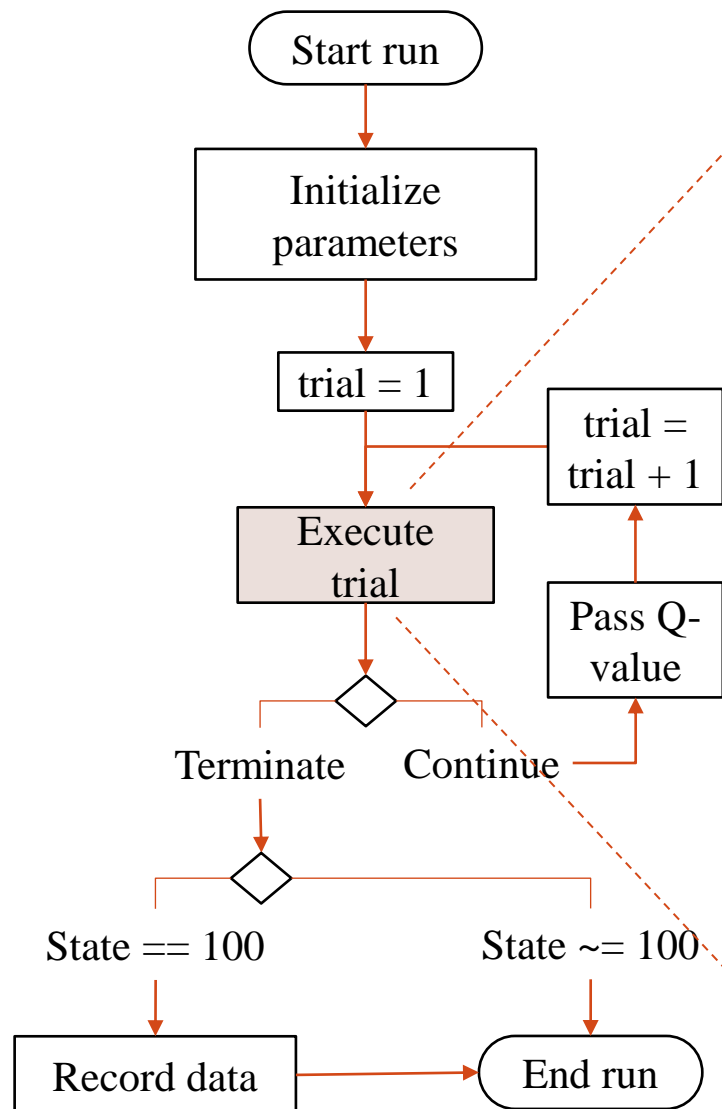 Start run
Initialize
parameters
trial = 1
trial =
trial + 1
Execute
trial
Pass Q-
value
Terminate
Continue
State == 100
State ~= 100
Record data
End run